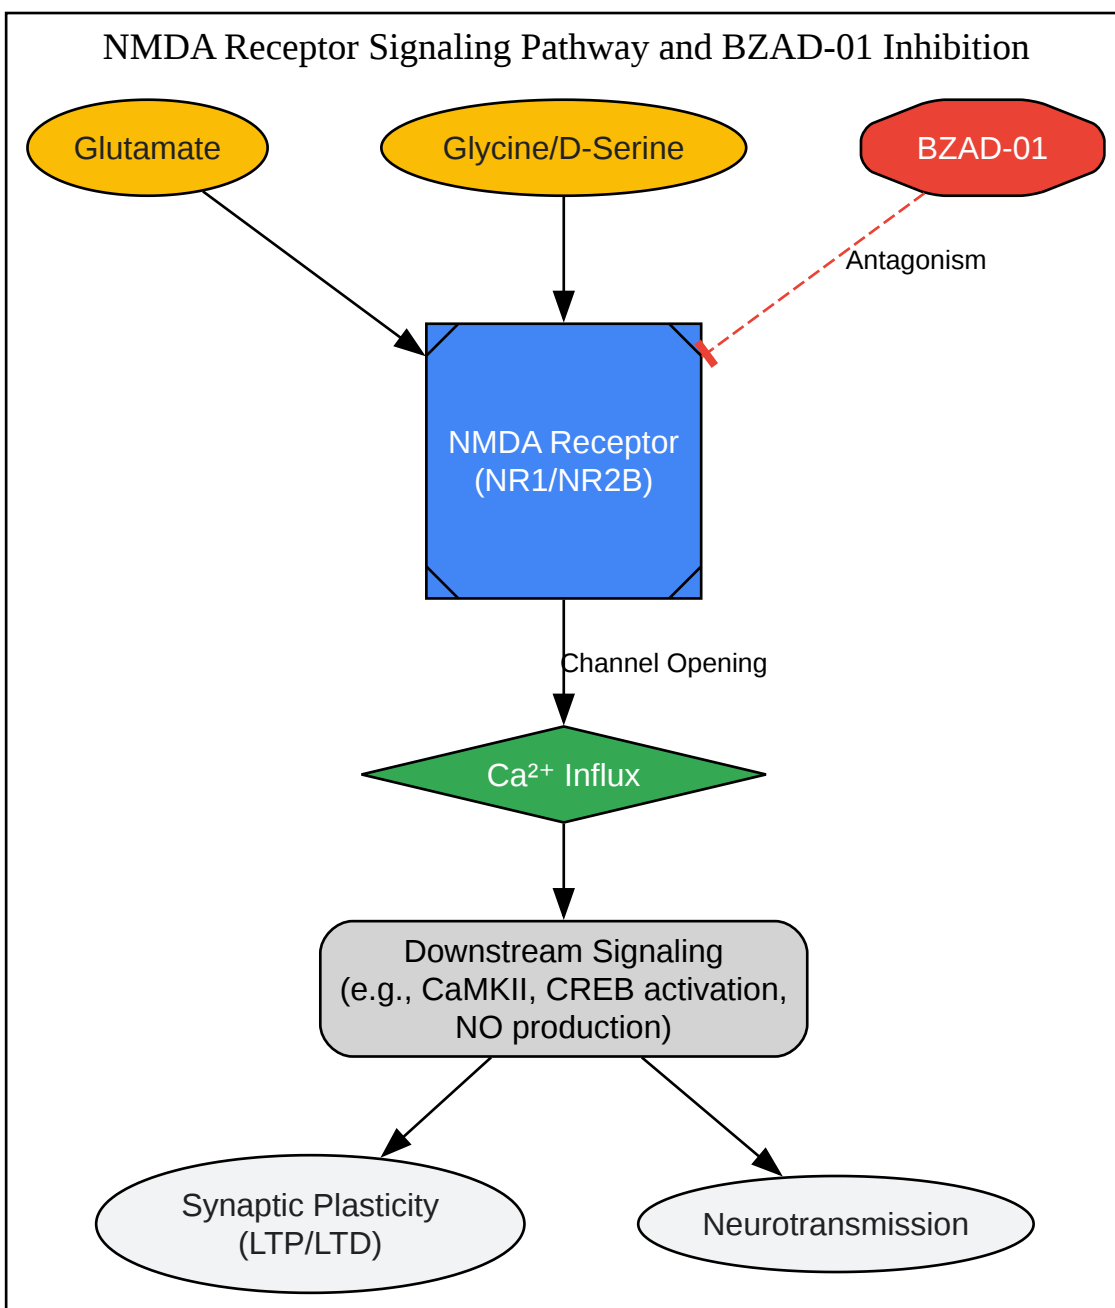 NMDA Receptor Signaling Pathway and BZAD-01 Inhibition
Glutamate
Glycine/D-Serine
BZAD-01
Antagonism
NMDA Receptor
(NR1/NR2B)
Channel Opening
Ca²⁺ Influx
Downstream Signaling
(e.g., CaMKII, CREB activation,
NO production)
Synaptic Plasticity
(LTP/LTD)
Neurotransmission